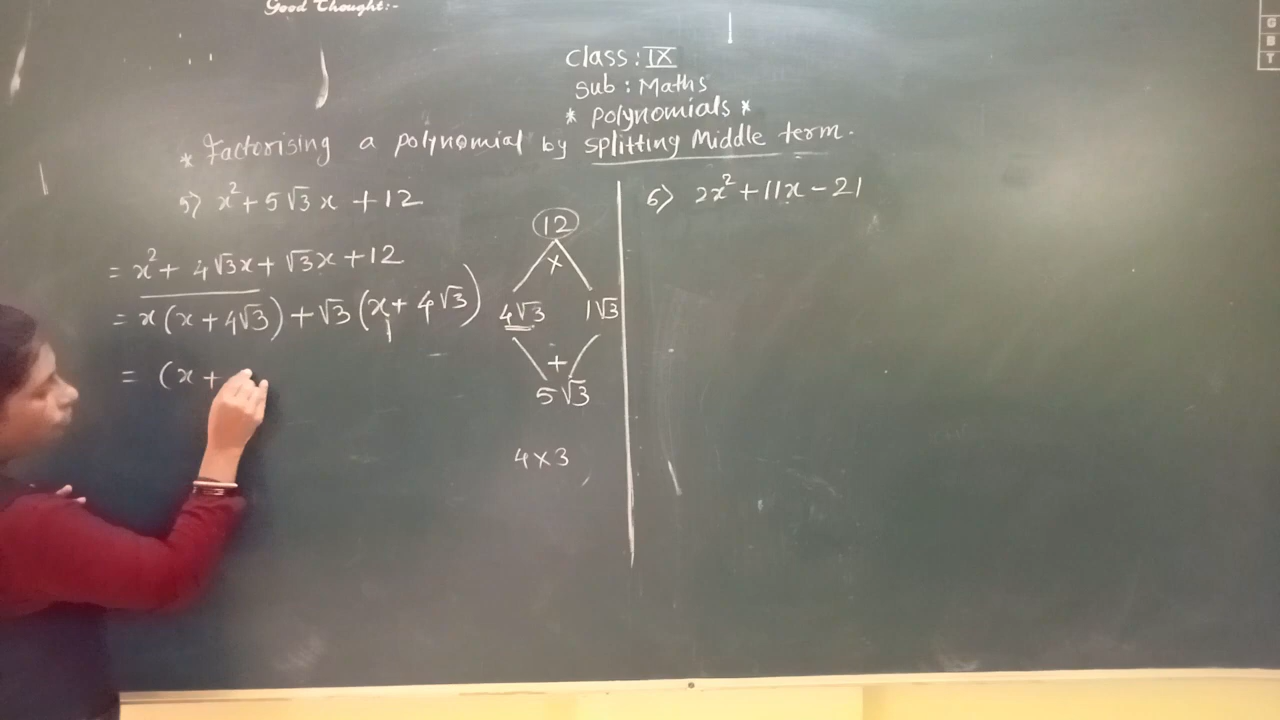 Good Thought:-
Class: IX
Sub: Maths
* Polynomials *
* Factorising a polynomial by splitting Middle term.
5) x² + 5√3 x + 12
= x² + 4√3x + √3x + 12
= x(x + 4√3) + √3(x + 4√3)
= (x +
12
×
4√3 1√3
+
5√3
4 × 3
6) 2x² + 11x - 21
G
B
T